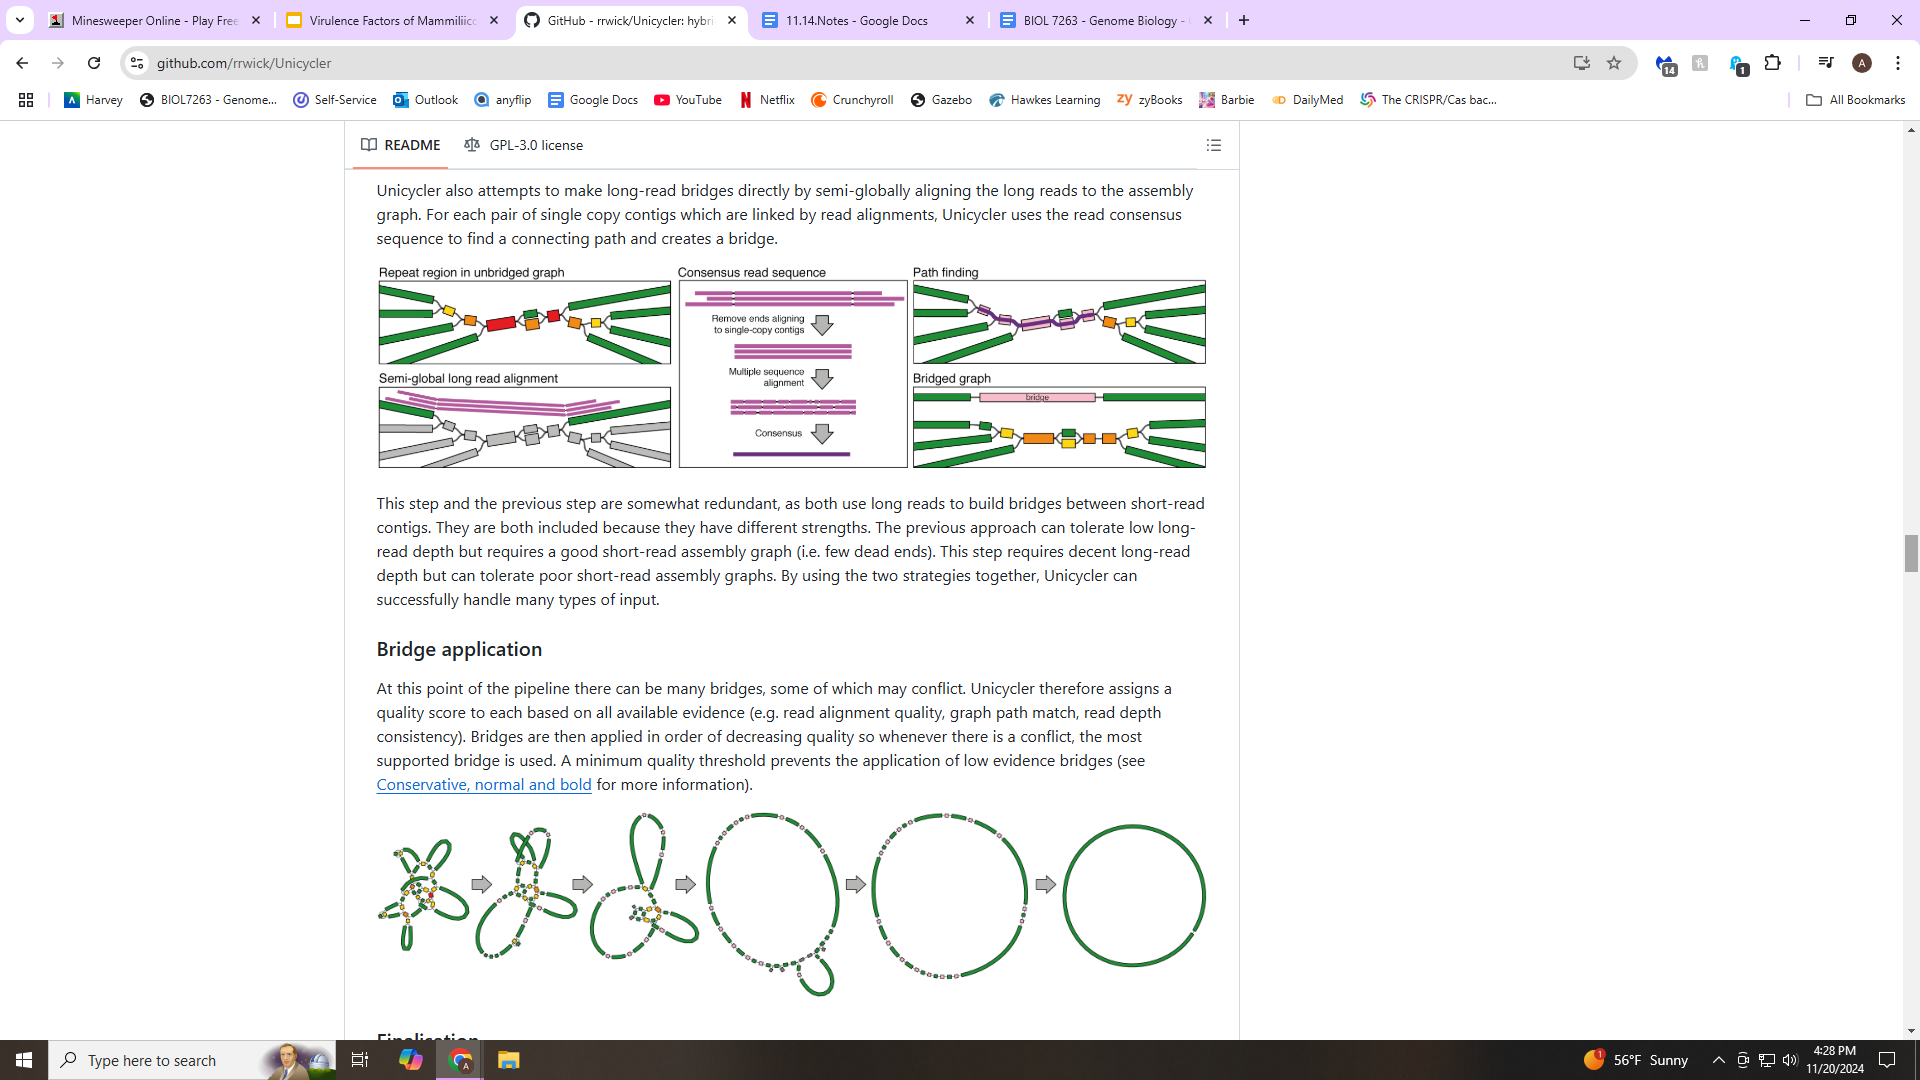 Minesweeper Online - Play Free
Virulence Factors of Mammiliico
GitHub - rrwick/Unicycler: hybri
11.14.Notes - Google Docs
BIOL 7263 - Genome Biology -
github.com/rrwick/Unicycler
14
1
A
Harvey
BIOL7263 - Genome...
Self-Service
Outlook
anyflip
Google Docs
YouTube
Netflix
Crunchyroll
Gazebo
Hawkes Learning
zyBooks
Barbie
DailyMed
The CRISPR/Cas bac...
All Bookmarks
README
GPL-3.0 license
Unicycler also attempts to make long-read bridges directly by semi-globally aligning the long reads to the assembly
graph. For each pair of single copy contigs which are linked by read alignments, Unicycler uses the read consensus
sequence to find a connecting path and creates a bridge.
Repeat region in unbridged graph
Consensus read sequence
Path finding
Remove ends aligning
to single-copy contigs
Semi-global long read alignment
Multiple sequence
alignment
Bridged graph
bridge
Consensus
This step and the previous step are somewhat redundant, as both use long reads to build bridges between short-read
contigs. They are both included because they have different strengths. The previous approach can tolerate low long-
read depth but requires a good short-read assembly graph (i.e. few dead ends). This step requires decent long-read
depth but can tolerate poor short-read assembly graphs. By using the two strategies together, Unicycler can
successfully handle many types of input.
Bridge application
At this point of the pipeline there can be many bridges, some of which may conflict. Unicycler therefore assigns a
quality score to each based on all available evidence (e.g. read alignment quality, graph path match, read depth
consistency). Bridges are then applied in order of decreasing quality so whenever there is a conflict, the most
supported bridge is used. A minimum quality threshold prevents the application of low evidence bridges (see
Conservative, normal and bold for more information).
Finalisation
Type here to search
A
1
56°F Sunny
4:28 PM
11/20/2024